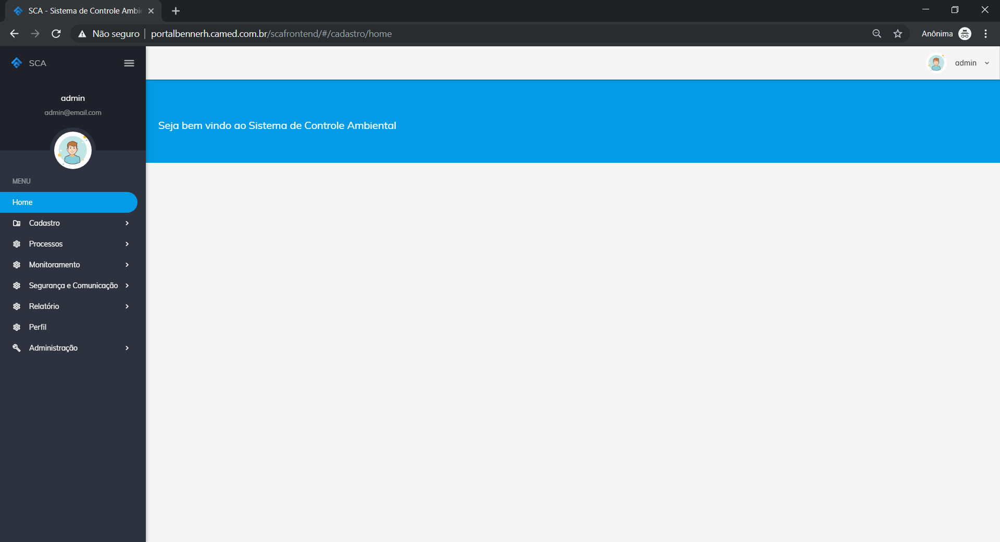 SCA - Sistema de Controle Ambie
Não seguro | portalbennerh.camed.com.br/scafrontend/#/cadastro/home
Anônima
SCA
admin
admin
admin@email.com
Seja bem vindo ao Sistema de Controle Ambiental
MENU
Home
Cadastro
Processos
Monitoramento
Segurança e Comunicação
Relatório
Perfil
Administração